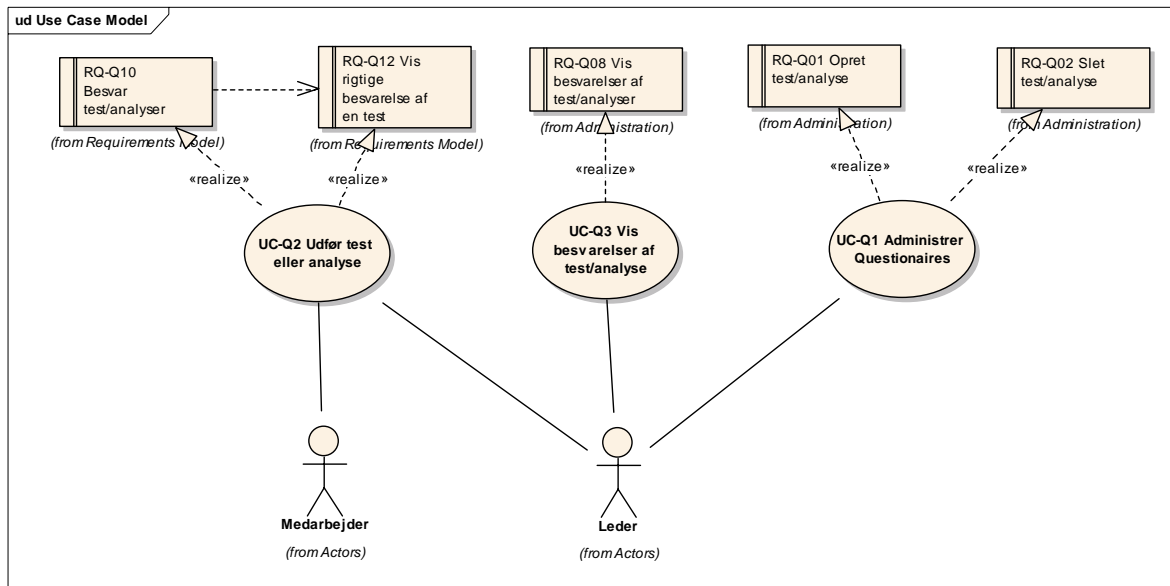 ud Use Case Model
RQ-Q10
Besvar
test/analyser
(from Requirements Model)
RQ-Q12 Vis
rigtige
besvarelse af
en test
(from Requirements Model)
RQ-Q08 Vis
besvarelser af
test/analyser
(from Administration)
RQ-Q01 Opret
test/analyse
(from Administration)
RQ-Q02 Slet
test/analyse
(from Administration)
«realize»
«realize»
«realize»
«realize»
«realize»
UC-Q2 Udfør test
eller analyse
UC-Q3 Vis
besvarelser af
test/analyse
UC-Q1 Administrer
Questionaires
Medarbejder
(from Actors)
Leder
(from Actors)